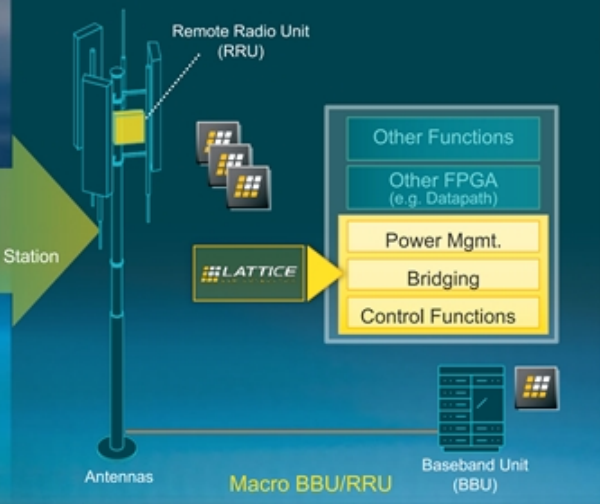 Remote Radio Unit
(RRU)
Other Functions
Other FPGA
(e.g. Datapath)
Power Mgmt.
Station
LATTICE
Bridging
Control Functions
Antennas
Macro BBU/RRU
Baseband Unit
(BBU)